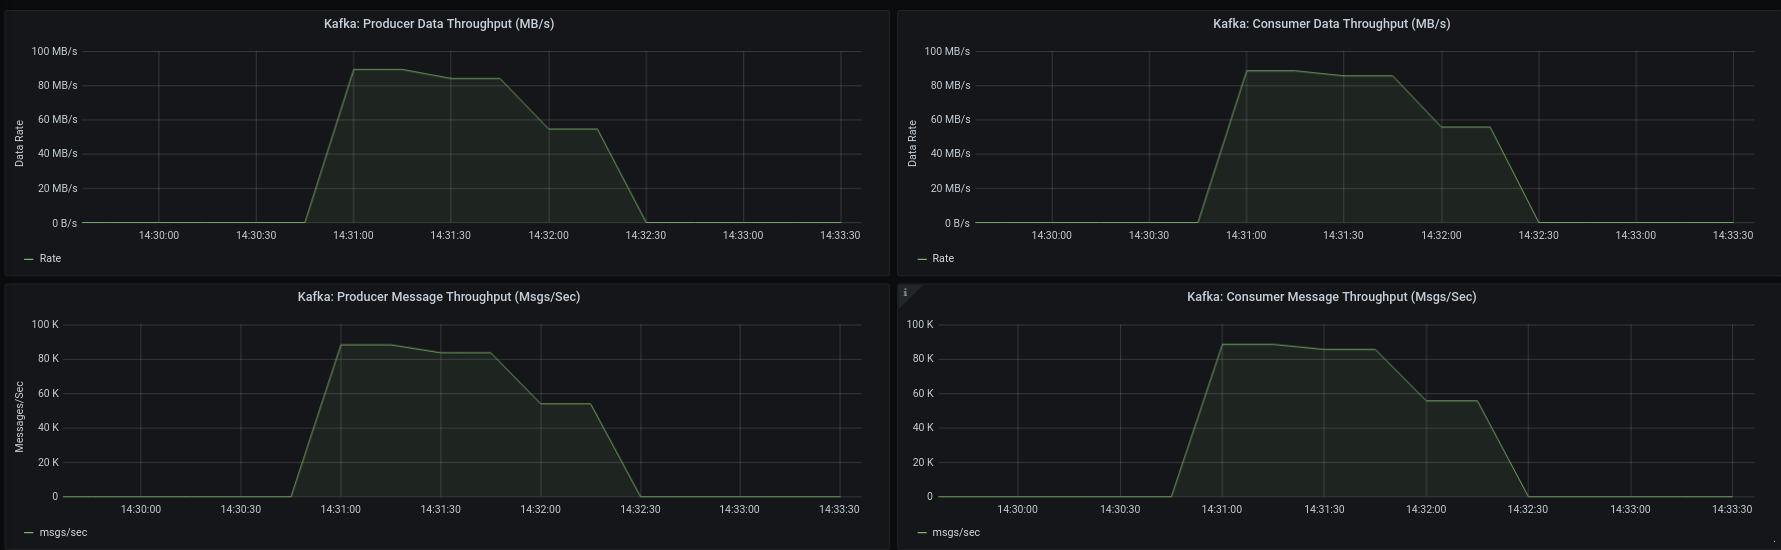 Kafka: Producer Data Throughput (MB/s)
100 MB/s
80 MB/s
60 MB/s
40 MB/s
20 MB/s
0 B/s
Data Rate
14:30:00 14:30:30 14:31:00 14:31:30 14:32:00 14:32:30 14:33:00 14:33:30
Rate
Kafka: Consumer Data Throughput (MB/s)
100 MB/s
80 MB/s
60 MB/s
40 MB/s
20 MB/s
0 B/s
Data Rate
14:30:00 14:30:30 14:31:00 14:31:30 14:32:00 14:32:30 14:33:00 14:33:30
Rate
Kafka: Producer Message Throughput (Msgs/Sec)
100 K
80 K
60 K
40 K
20 K
0
Messages/Sec
14:30:00 14:30:30 14:31:00 14:31:30 14:32:00 14:32:30 14:33:00 14:33:30
msgs/sec
i
Kafka: Consumer Message Throughput (Msgs/Sec)
100 K
80 K
60 K
40 K
20 K
0
14:30:00 14:30:30 14:31:00 14:31:30 14:32:00 14:32:30 14:33:00 14:33:30
msgs/sec